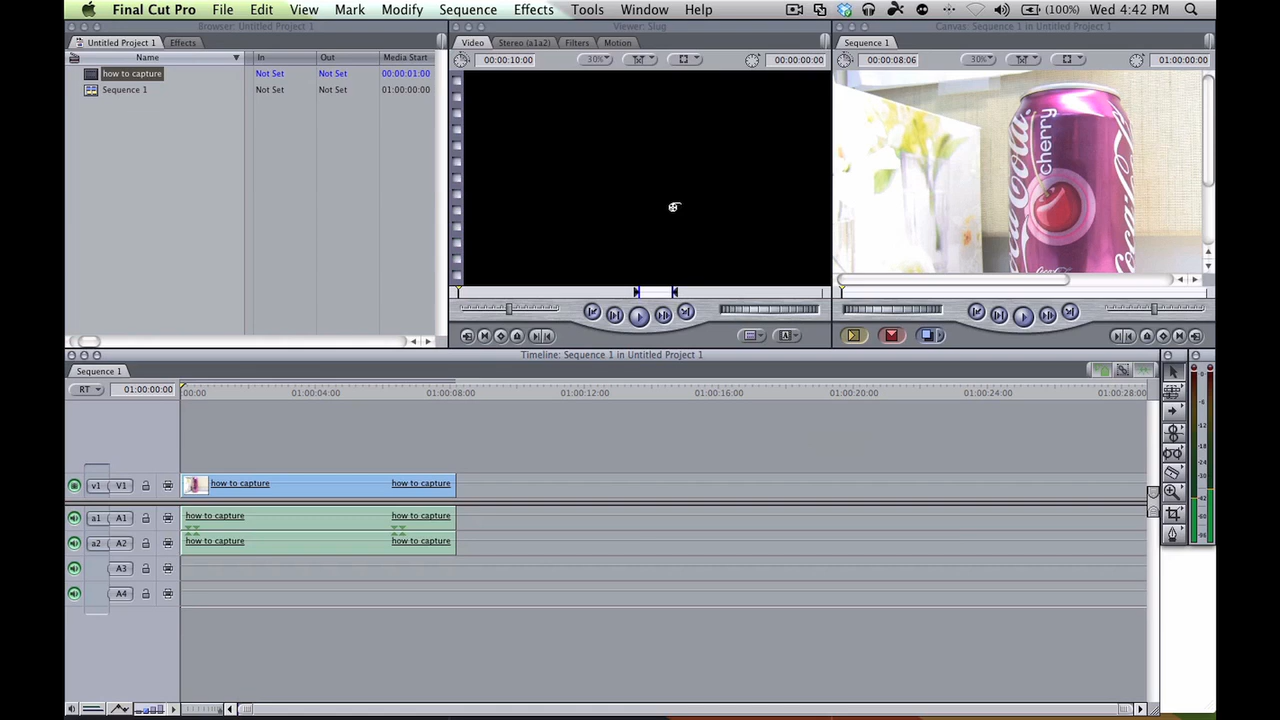 Final Cut Pro File Edit View Mark Modify Sequence Effects Tools Window Help (100%) Wed 4:42 PM
Browser: Untitled Project 1
Untitled Project 1 Effects
Name In Out Media Start
how to capture Not Set Not Set 00:00:01:00
Sequence 1 Not Set Not Set 01:00:00:00
Viewer: Slug
Video Stereo (a1a2) Filters Motion
00:00:10:00 30% 00:00:00:00
Canvas: Sequence 1 in Untitled Project 1
Sequence 1
00:00:08:06 30% 01:00:00:00
Coca-Cola
cherry
Coca-Cola
Timeline: Sequence 1 in Untitled Project 1
Sequence 1
RT 01:00:00:00 00:00 01:00:04:00 01:00:08:00 01:00:12:00 01:00:16:00 01:00:20:00 01:00:24:00 01:00:28:00
v1 V1 how to capture how to capture
a1 A1 how to capture how to capture
a2 A2 how to capture how to capture
A3
A4